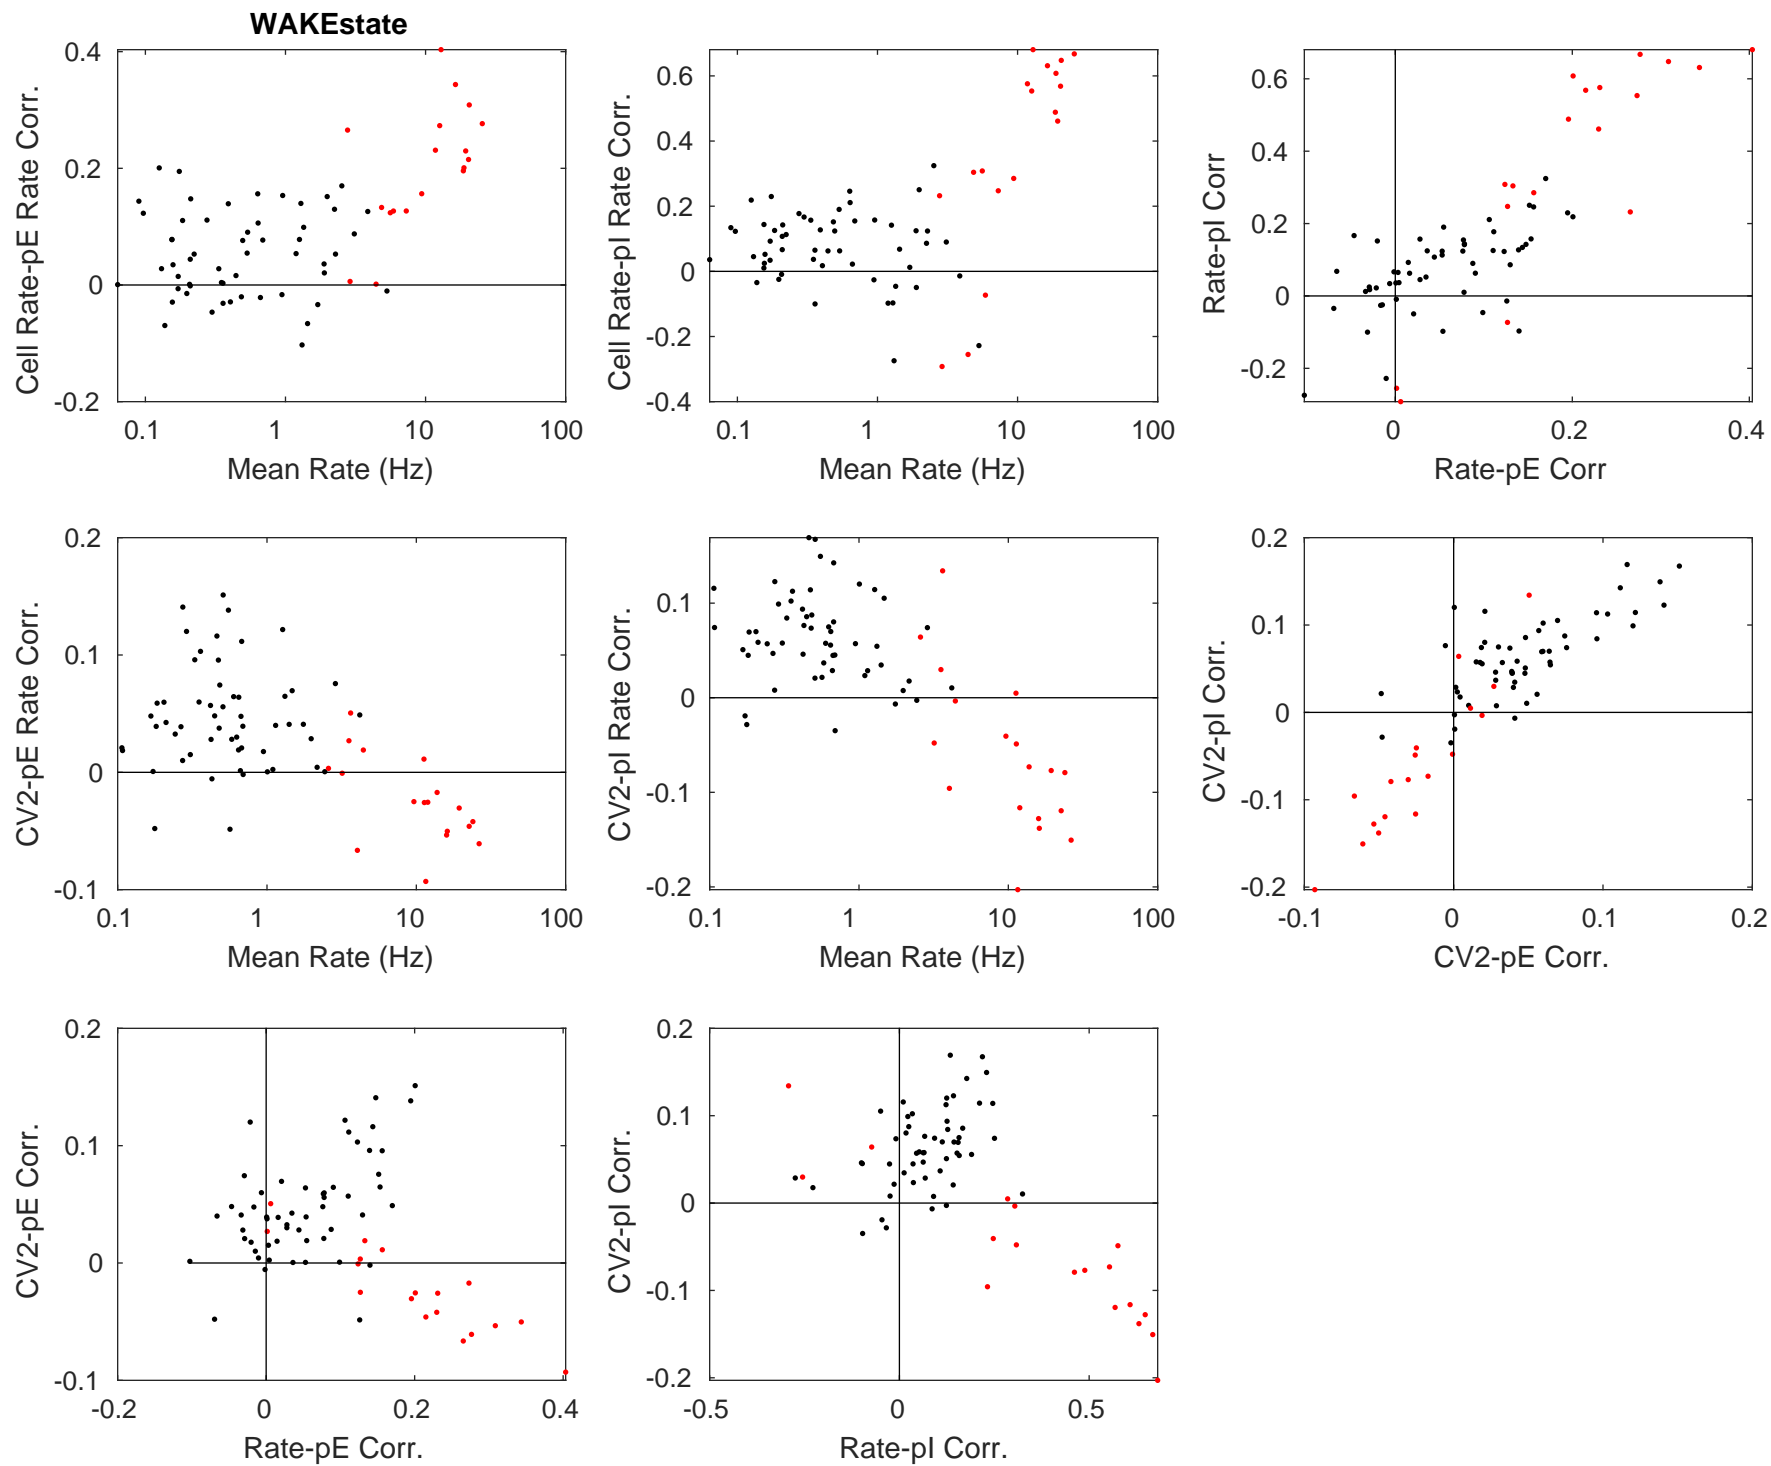 WAKEstate
0.4
0.2
0
-0.2
Cell Rate-pE Rate Corr.
0.1 1 10 100
Mean Rate (Hz)
0.6
0.4
0.2
0
-0.2
-0.4
Cell Rate-pI Rate Corr.
0.1 1 10 100
Mean Rate (Hz)
0.6
0.4
0.2
0
-0.2
Rate-pI Corr
0 0.2 0.4
Rate-pE Corr
0.2
0.1
0
-0.1
CV2-pE Rate Corr.
0.1 1 10 100
Mean Rate (Hz)
0.1
0
-0.1
-0.2
CV2-pI Rate Corr.
0.1 1 10 100
Mean Rate (Hz)
0.2
0.1
0
-0.1
-0.2
CV2-pI Corr.
-0.1 0 0.1 0.2
CV2-pE Corr.
0.2
0.1
0
-0.1
CV2-pE Corr.
-0.2 0 0.2 0.4
Rate-pE Corr.
0.2
0.1
0
-0.1
-0.2
CV2-pI Corr.
-0.5 0 0.5
Rate-pI Corr.